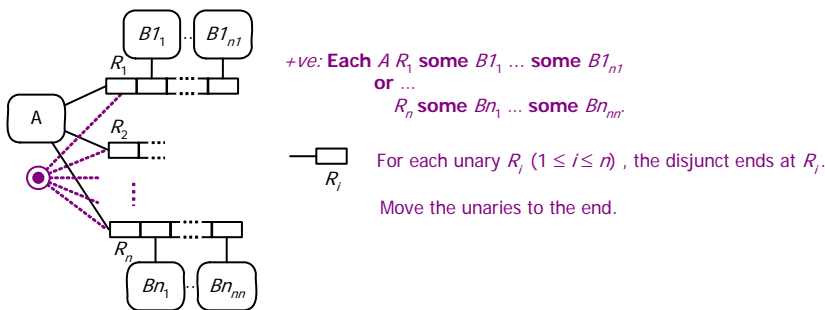 B1₁ .. B1ₙ₁
R₁
+ve: Each A R₁ some B1₁ ... some B1ₙ₁
or ...
Rₙ some Bn₁ ... some Bnₙₙ.
A
R₂
Rᵢ
For each unary Rᵢ (1 ≤ i ≤ n) , the disjunct ends at Rᵢ.
Move the unaries to the end.
Rₙ
Bn₁ .. Bnₙₙ